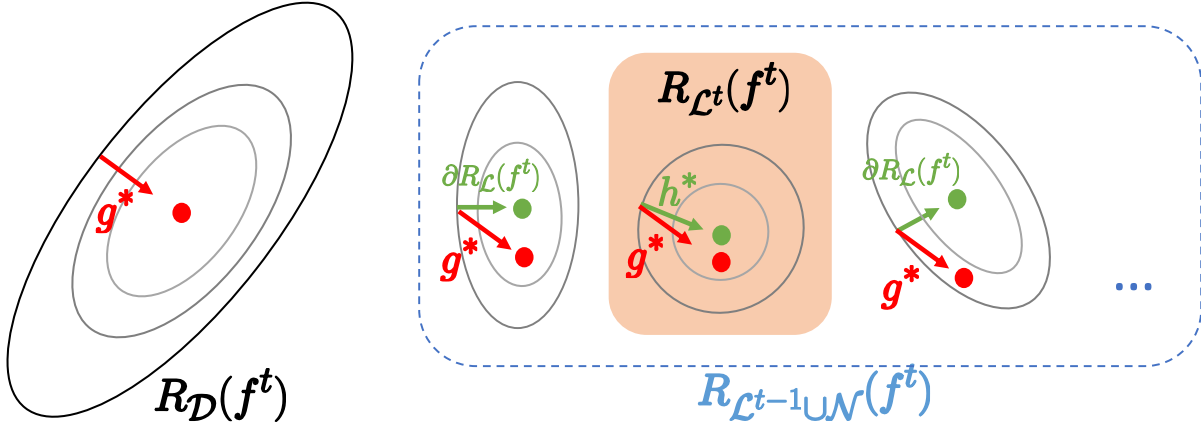 g*
R_𝒟(f^t)
∂R_ℒ(f^t)
g*
R_{ℒ^t}(f^t)
h*
g*
∂R_ℒ(f^t)
g*
...
R_{ℒ^{t-1}∪𝒩}(f^t)